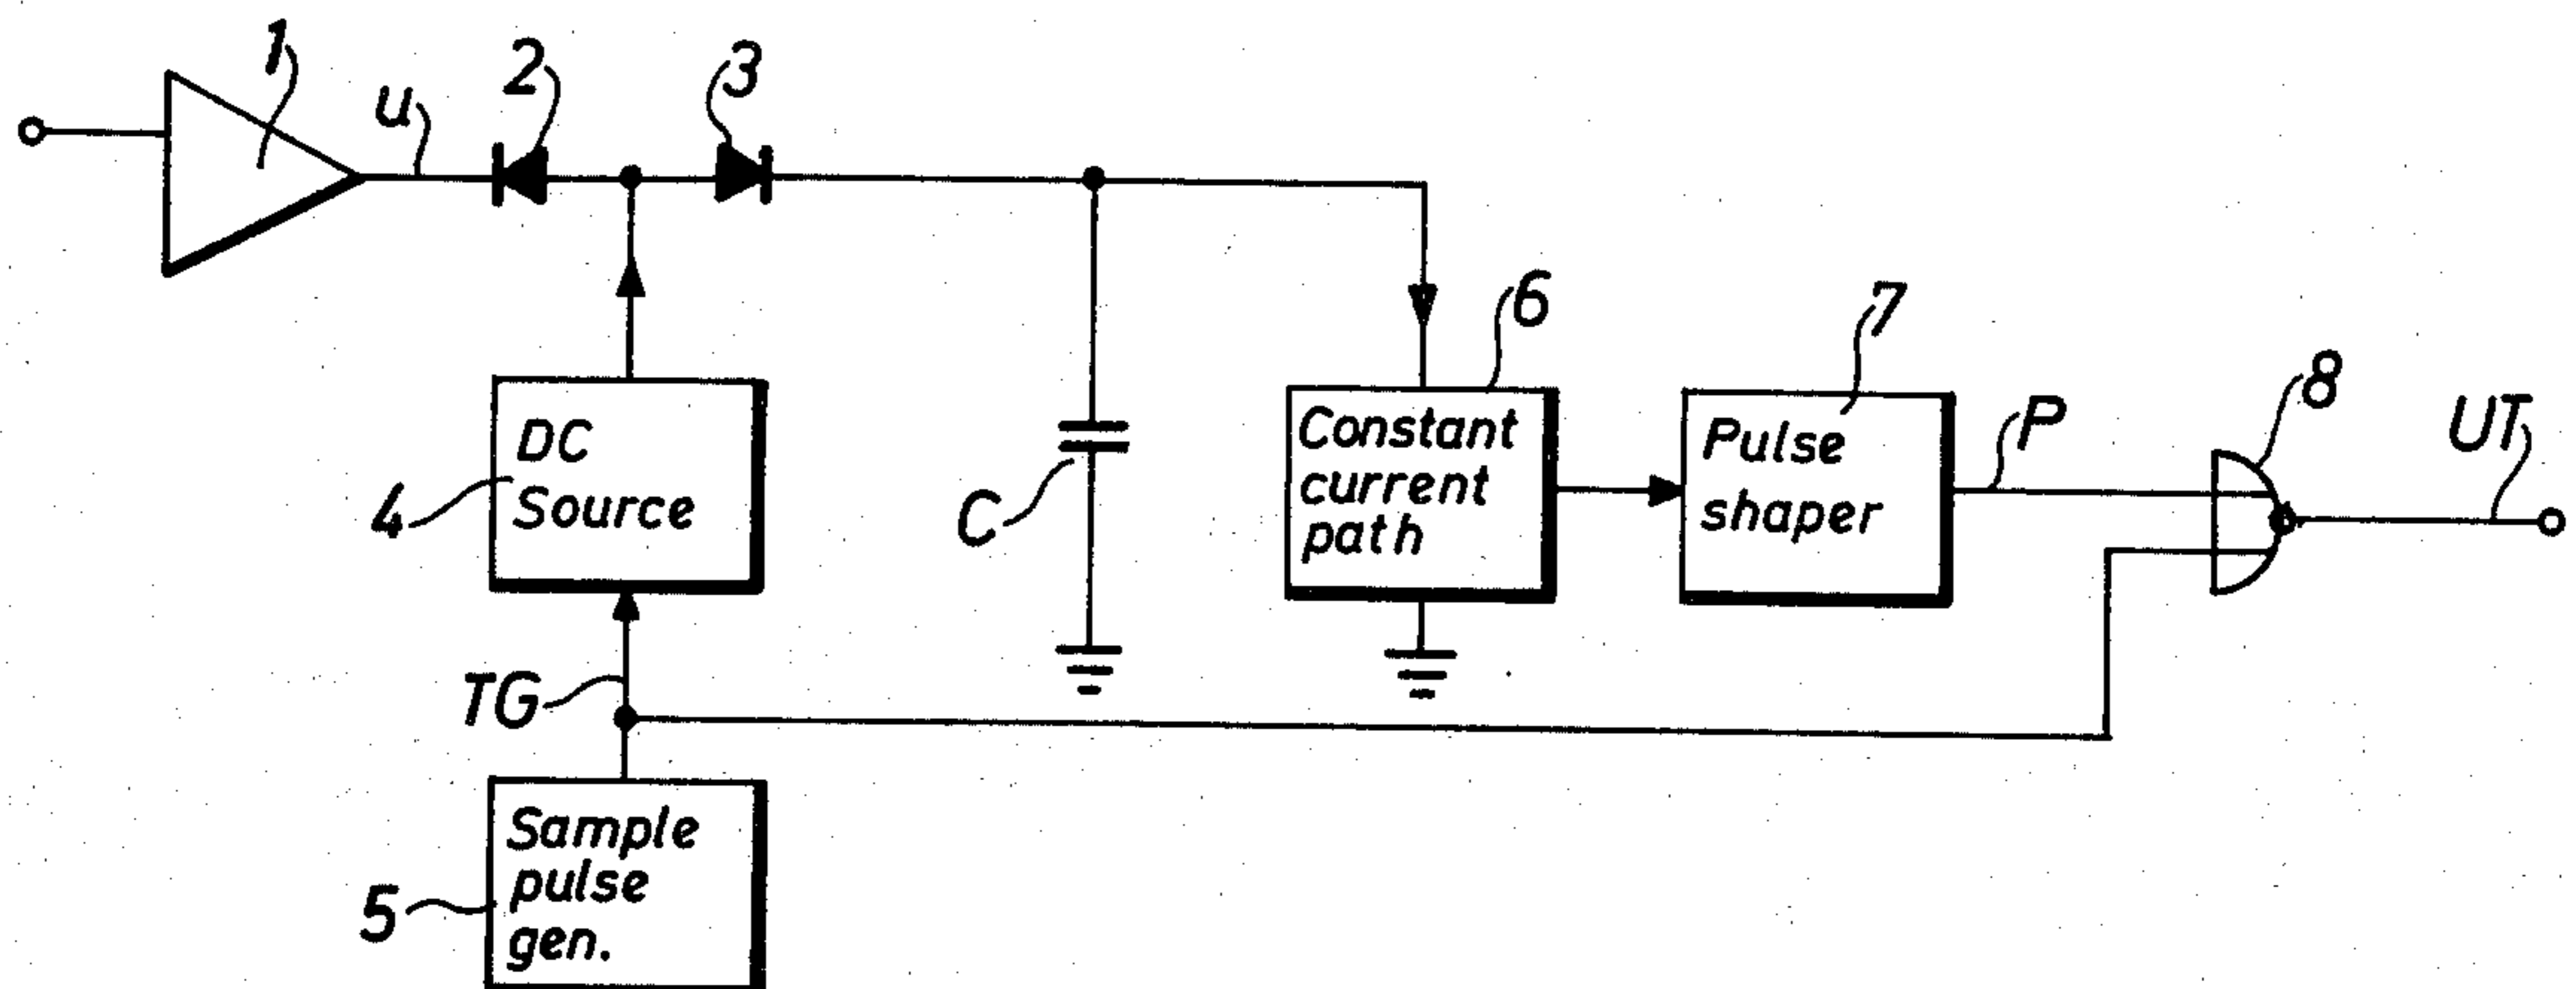 1
u
2
3
DC
Source
4
C
Constant
current
path
6
Pulse
shaper
7
P
8
UT
TG
Sample
pulse
gen.
5